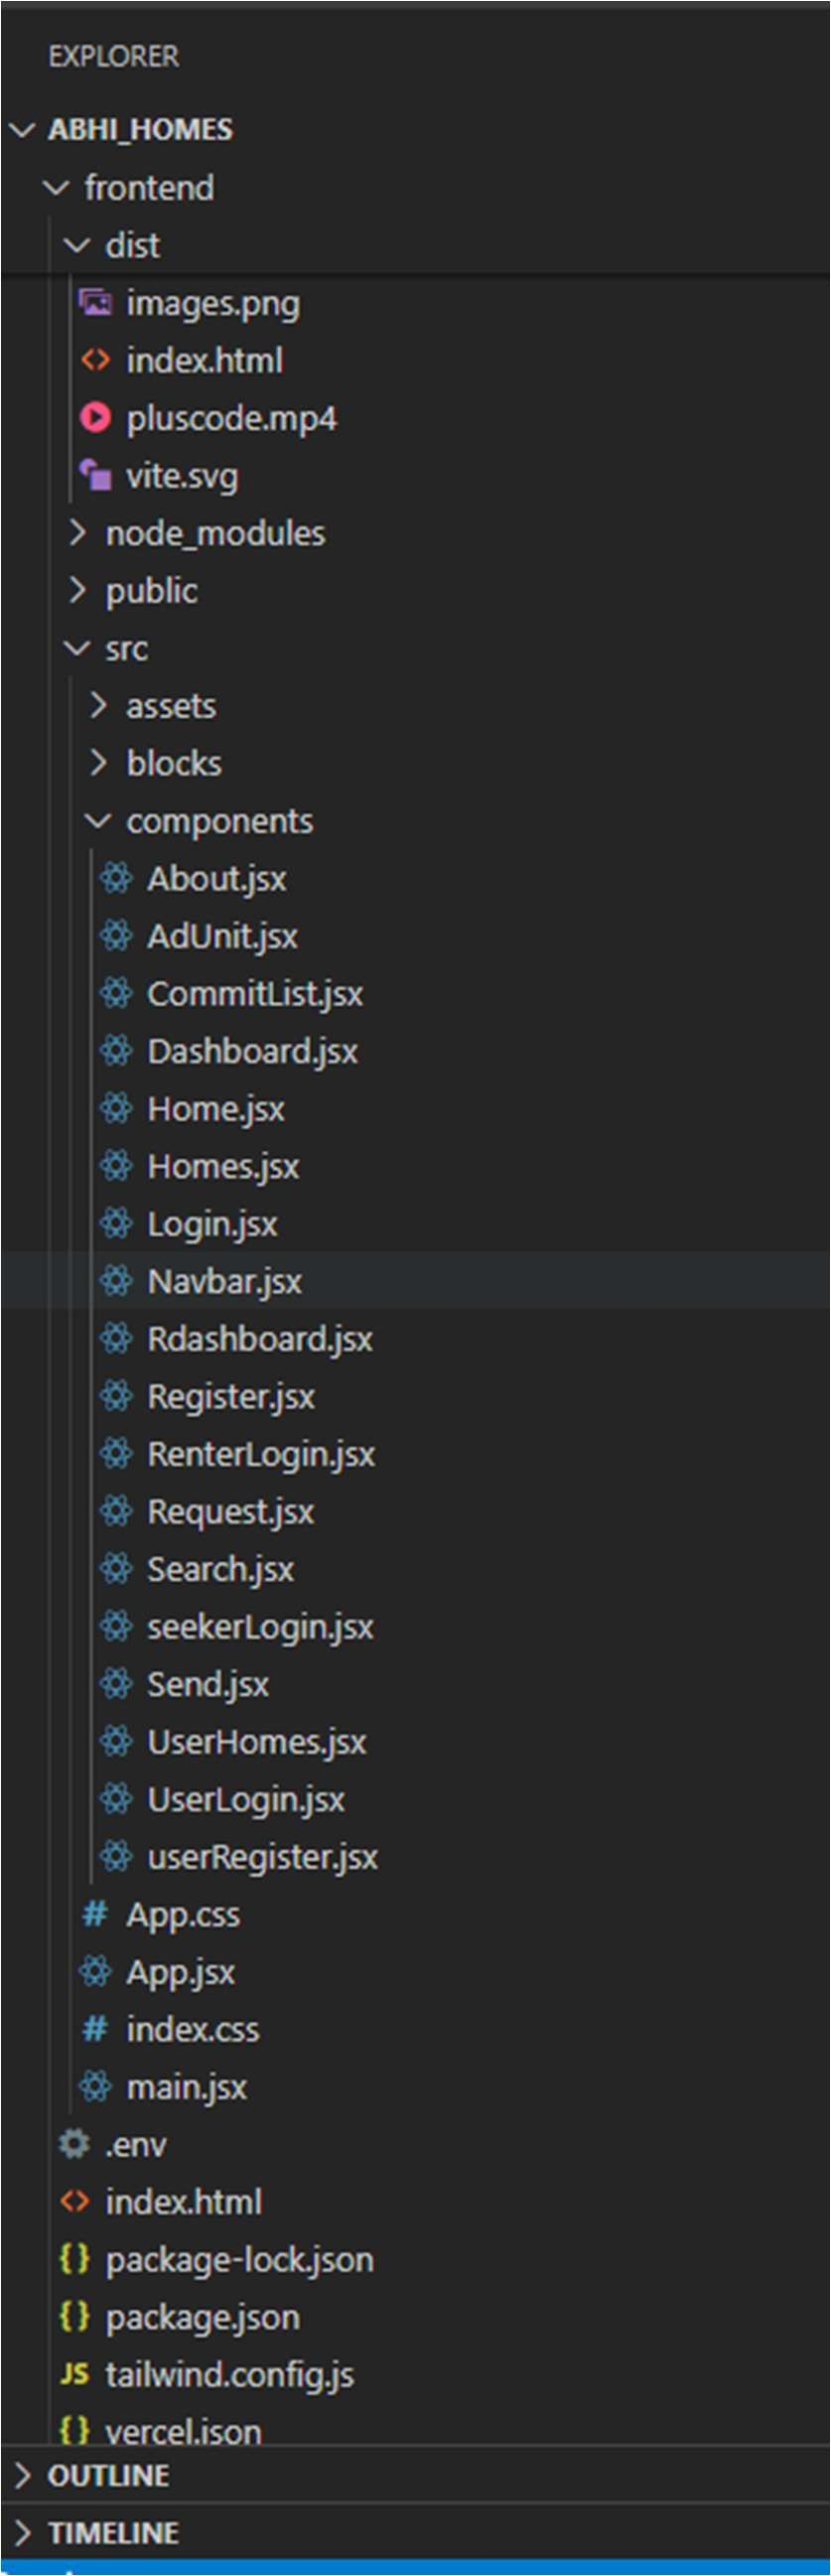 EXPLORER
ABHI_HOMES
frontend
dist
images.png
index.html
pluscode.mp4
vite.svg
node_modules
public
src
assets
blocks
components
About.jsx
AdUnit.jsx
CommitList.jsx
Dashboard.jsx
Home.jsx
Homes.jsx
Login.jsx
Navbar.jsx
Rdashboard.jsx
Register.jsx
RenterLogin.jsx
Request.jsx
Search.jsx
seekerLogin.jsx
Send.jsx
UserHomes.jsx
UserLogin.jsx
userRegister.jsx
# App.css
App.jsx
# index.css
main.jsx
.env
<> index.html
{} package-lock.json
{} package.json
JS tailwind.config.js
{} vercel.json
OUTLINE
TIMELINE